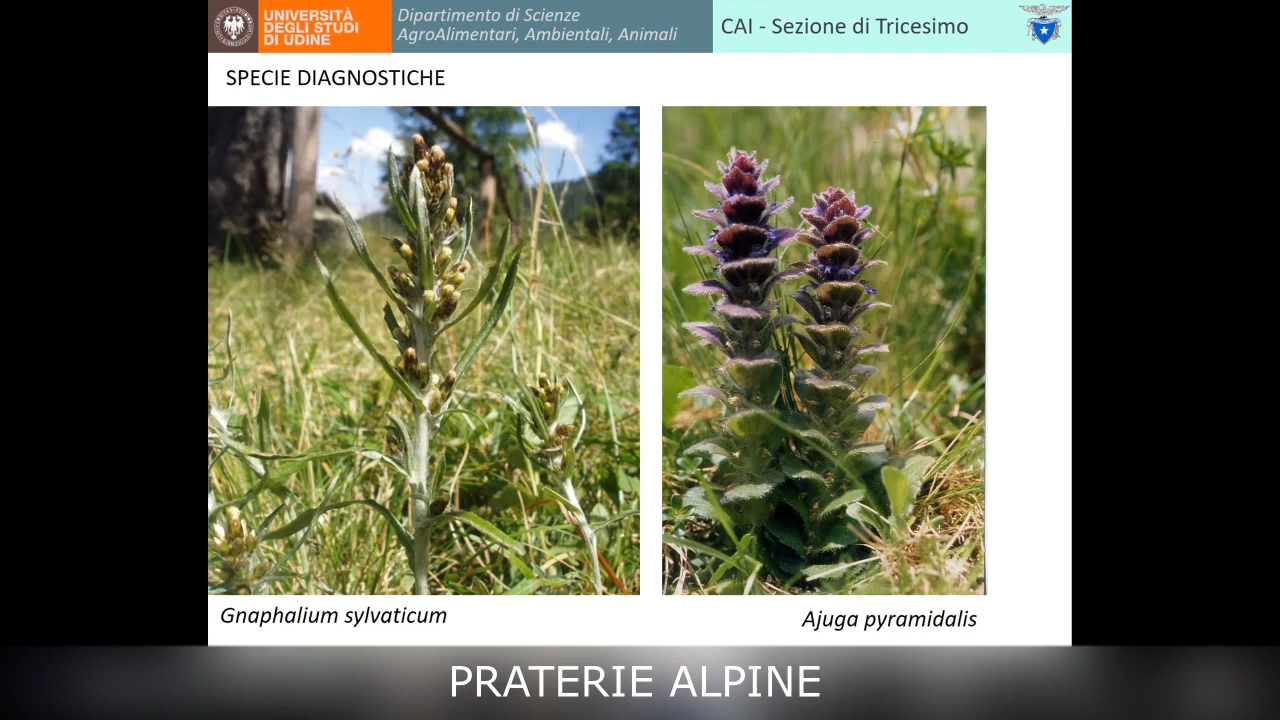 UNIVERSITÀ
DEGLI STUDI
DI UDINE
Dipartimento di Scienze
AgroAlimentari, Ambientali, Animali
CAI - Sezione di Tricesimo
SPECIE DIAGNOSTICHE
Gnaphalium sylvaticum
Ajuga pyramidalis
PRATERIE ALPINE